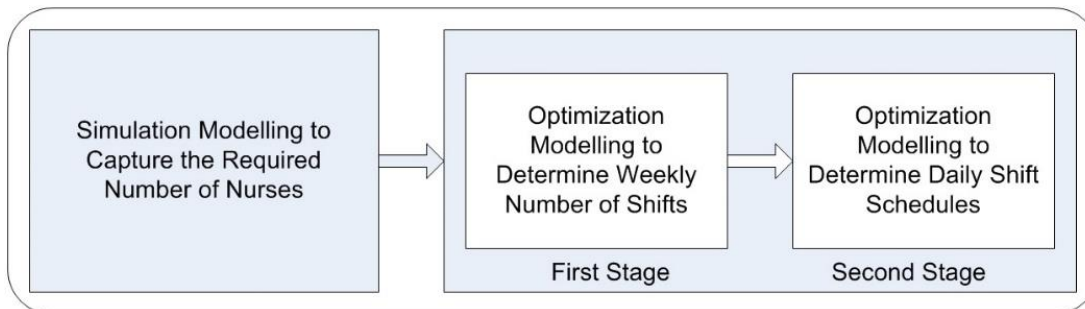 Simulation Modelling to
Capture the Required
Number of Nurses
Optimization
Modelling to
Determine Weekly
Number of Shifts
First Stage
Optimization
Modelling to
Determine Daily Shift
Schedules
Second Stage